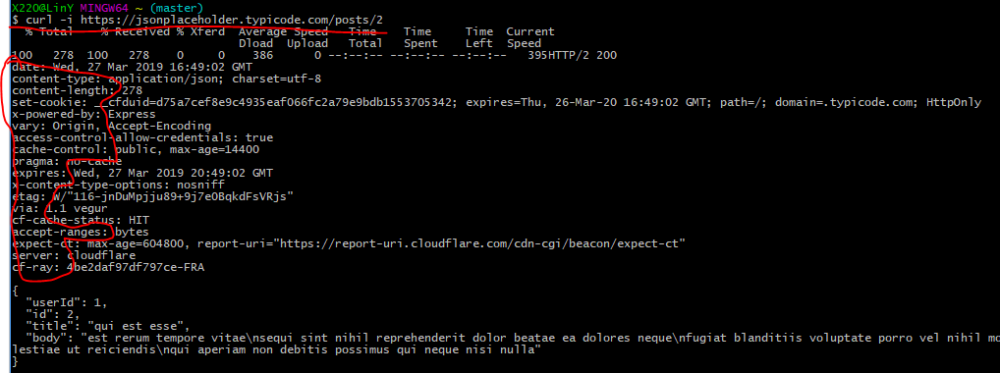 X220@LinY MINGW64 ~ (master)
$ curl -i https://jsonplaceholder.typicode.com/posts/2
% Total % Received % Xferd Average Speed Time Time Time Current
Dload Upload Total Spent Left Speed
100 278 100 278 0 0 386 0 --:--:-- --:--:-- --:--:-- 395HTTP/2 200
date: Wed, 27 Mar 2019 16:49:02 GMT
content-type: application/json; charset=utf-8
content-length: 278
set-cookie: __cfduid=d75a7cef8e9c4935eaf066fc2a79e9bdb1553705342; expires=Thu, 26-Mar-20 16:49:02 GMT; path=/; domain=.typicode.com; HttpOnly
x-powered-by: Express
vary: Origin, Accept-Encoding
access-control-allow-credentials: true
cache-control: public, max-age=14400
pragma: no-cache
expires: Wed, 27 Mar 2019 20:49:02 GMT
x-content-type-options: nosniff
etag: W/"116-jnDuMpjju89+9j7e0BqkdFsVRjs"
via: 1.1 vegur
cf-cache-status: HIT
accept-ranges: bytes
expect-ct: max-age=604800, report-uri="https://report-uri.cloudflare.com/cdn-cgi/beacon/expect-ct"
server: cloudflare
cf-ray: 4be2daf97df797ce-FRA
{
"userId": 1,
"id": 2,
"title": "qui est esse",
"body": "est rerum tempore vitae\nsequi sint nihil reprehenderit dolor beatae ea dolores neque\nfugiat blanditiis voluptate porro vel nihil mo
lestiae ut reiciendis\nqui aperiam non debitis possimus qui neque nisi nulla"
}